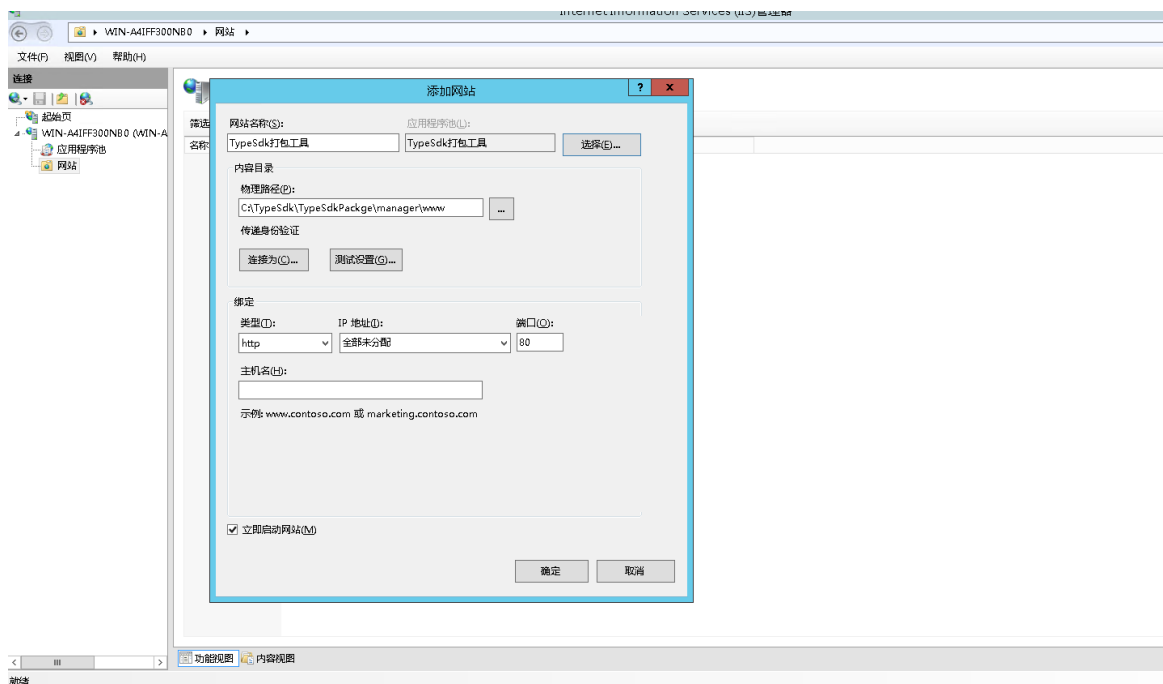 Internet Information Services (IIS)管理器
WIN-A4IFF300NB0 ▸ 网站 ▸
文件(F) 视图(V) 帮助(H)
连接
起始页
WIN-A4IFF300NB0 (WIN-A
应用程序池
网站
筛选
名称
添加网站
? x
网站名称(S): 应用程序池(L):
TypeSdk打包工具 TypeSdk打包工具 选择(E)...
内容目录
物理路径(P):
C:\TypeSdk\TypeSdkPackge\manager\www ...
传递身份验证
连接为(C)... 测试设置(G)...
绑定
类型(T): IP 地址(I): 端口(O):
http 全部未分配 80
主机名(H):
示例: www.contoso.com 或 marketing.contoso.com
立即启动网站(M)
确定 取消
功能视图 内容视图
就绪